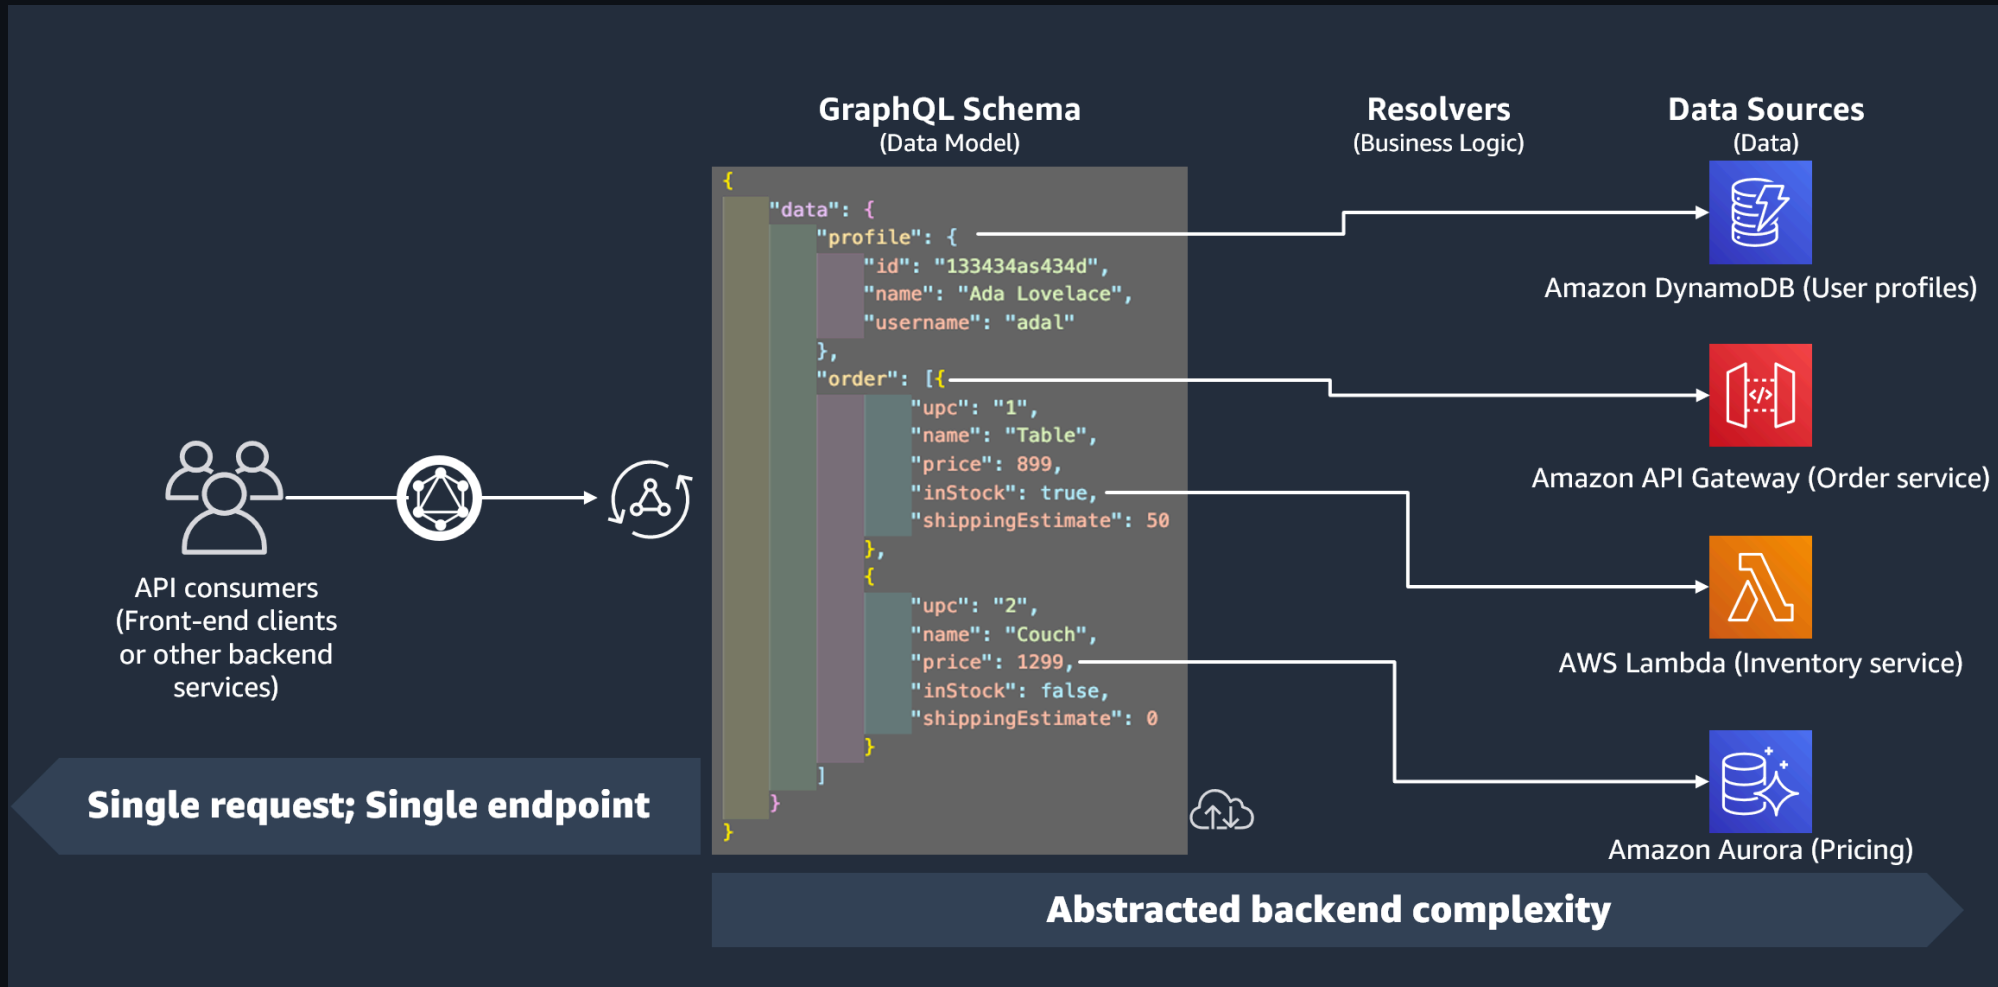 GraphQL Schema
(Data Model)
Resolvers
(Business Logic)
Data Sources
(Data)
{
"data": {
"profile": {
"id": "133434as434d",
"name": "Ada Lovelace",
"username": "adal"
},
"order": [{
"upc": "1",
"name": "Table",
"price": 899,
"inStock": true,
"shippingEstimate": 50
},
{
"upc": "2",
"name": "Couch",
"price": 1299,
"inStock": false,
"shippingEstimate": 0
}
]
}
}
Amazon DynamoDB (User profiles)
</>
Amazon API Gateway (Order service)
AWS Lambda (Inventory service)
Amazon Aurora (Pricing)
API consumers
(Front-end clients
or other backend
services)
Single request; Single endpoint
Abstracted backend complexity